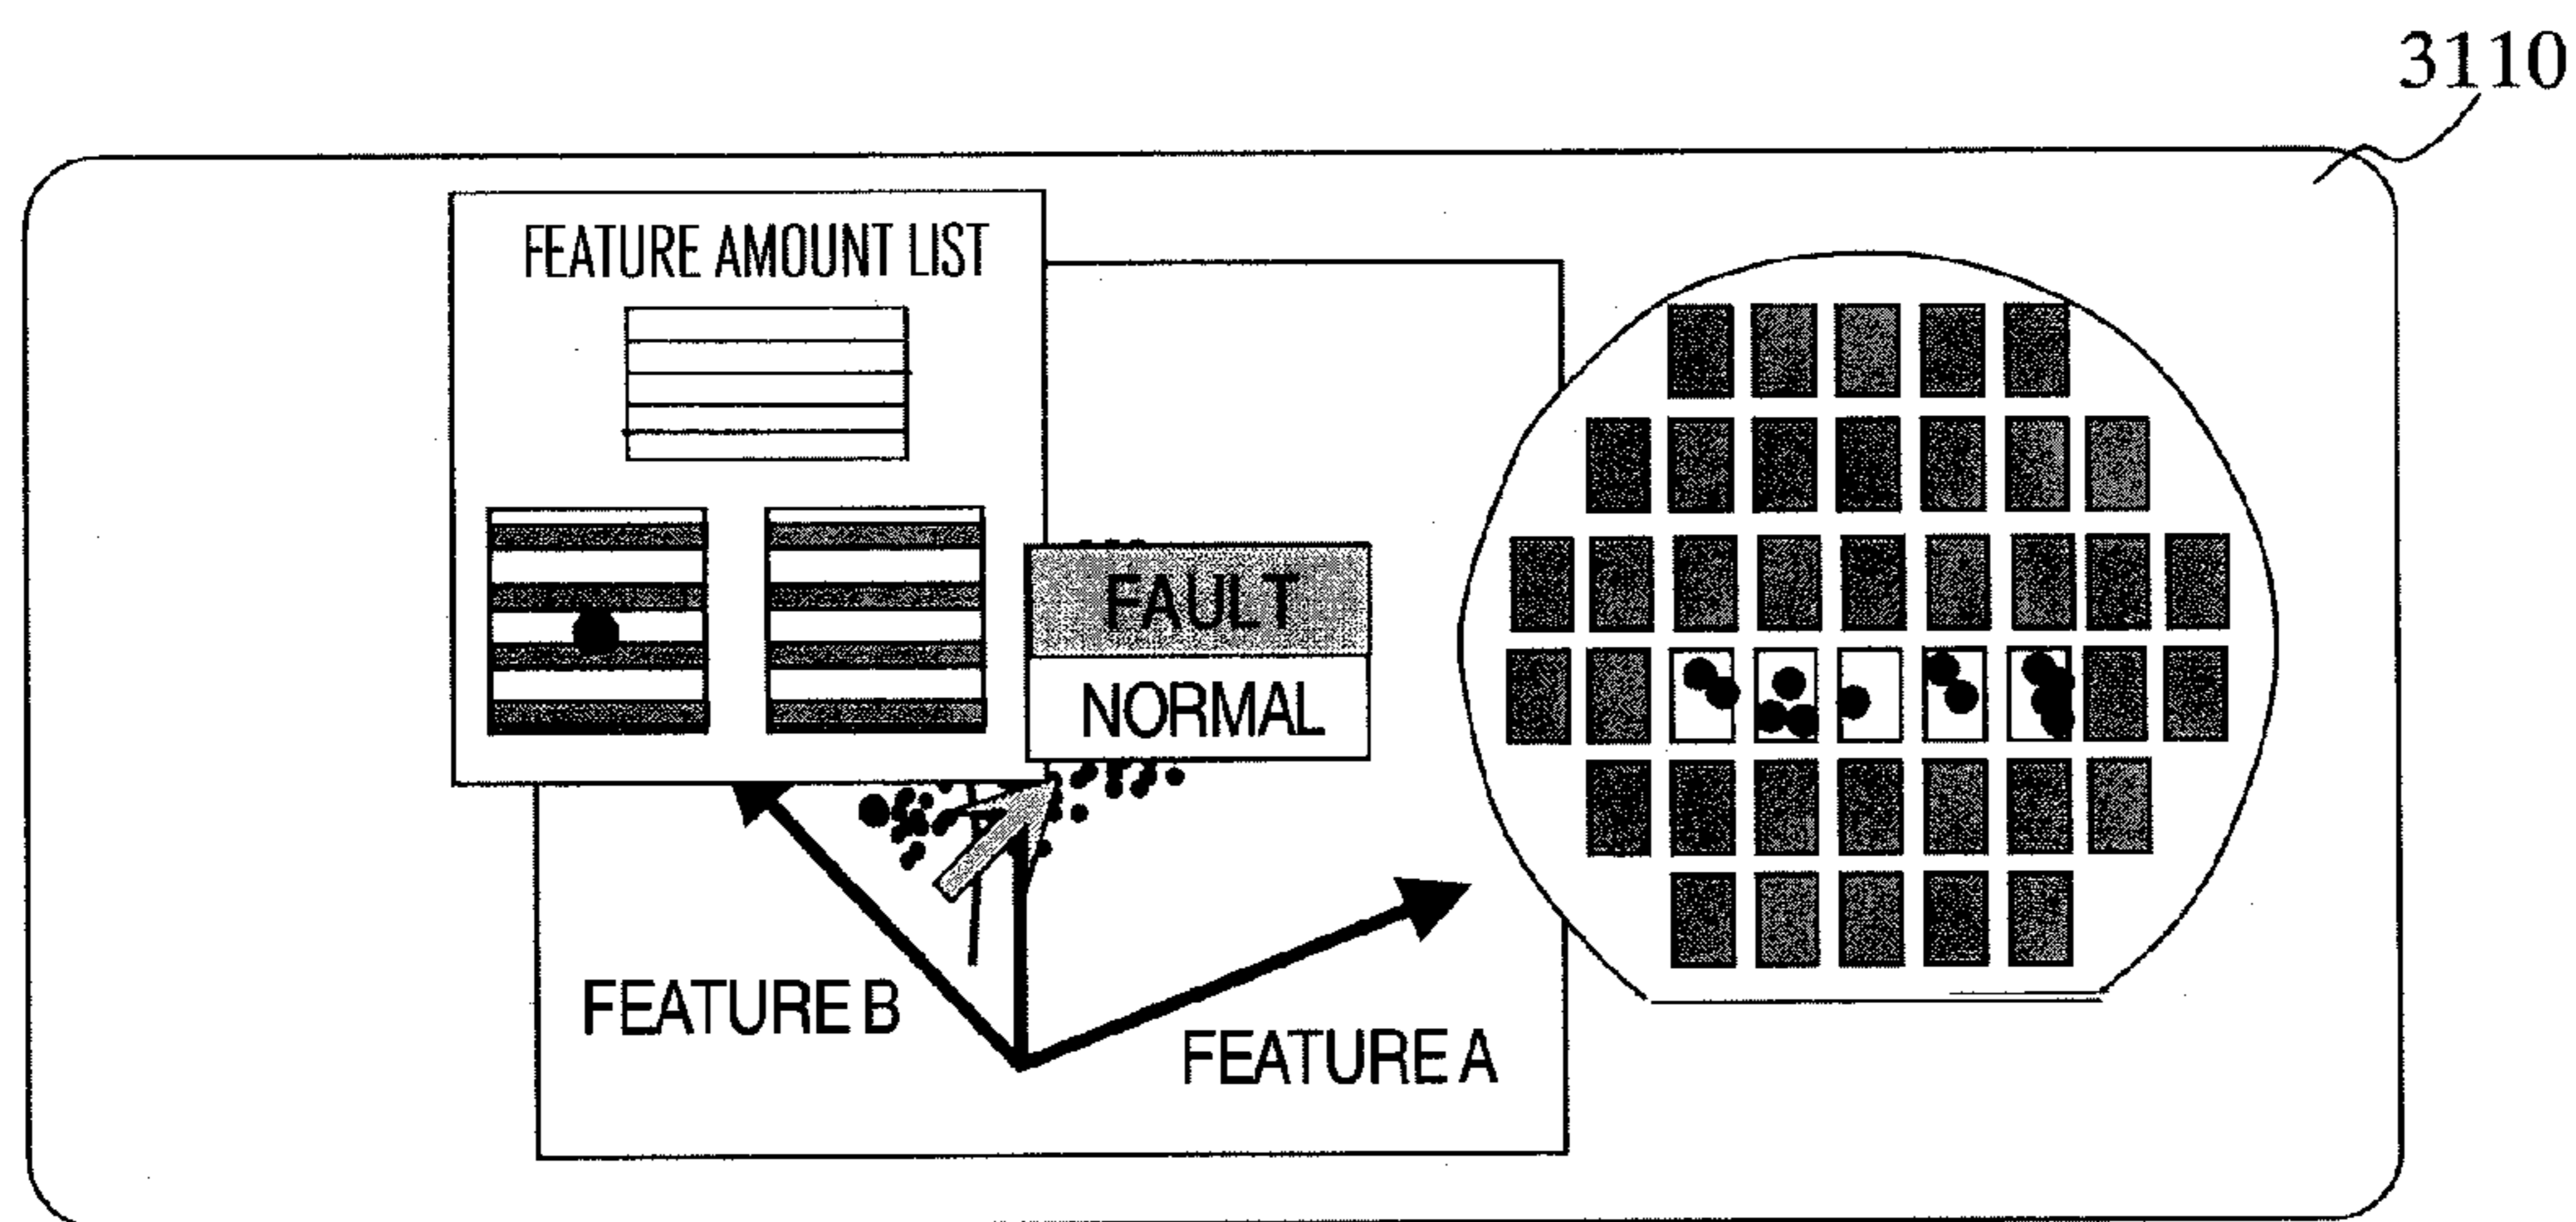 3110
FEATURE AMOUNT LIST
FAULT
NORMAL
FEATURE B
FEATURE A